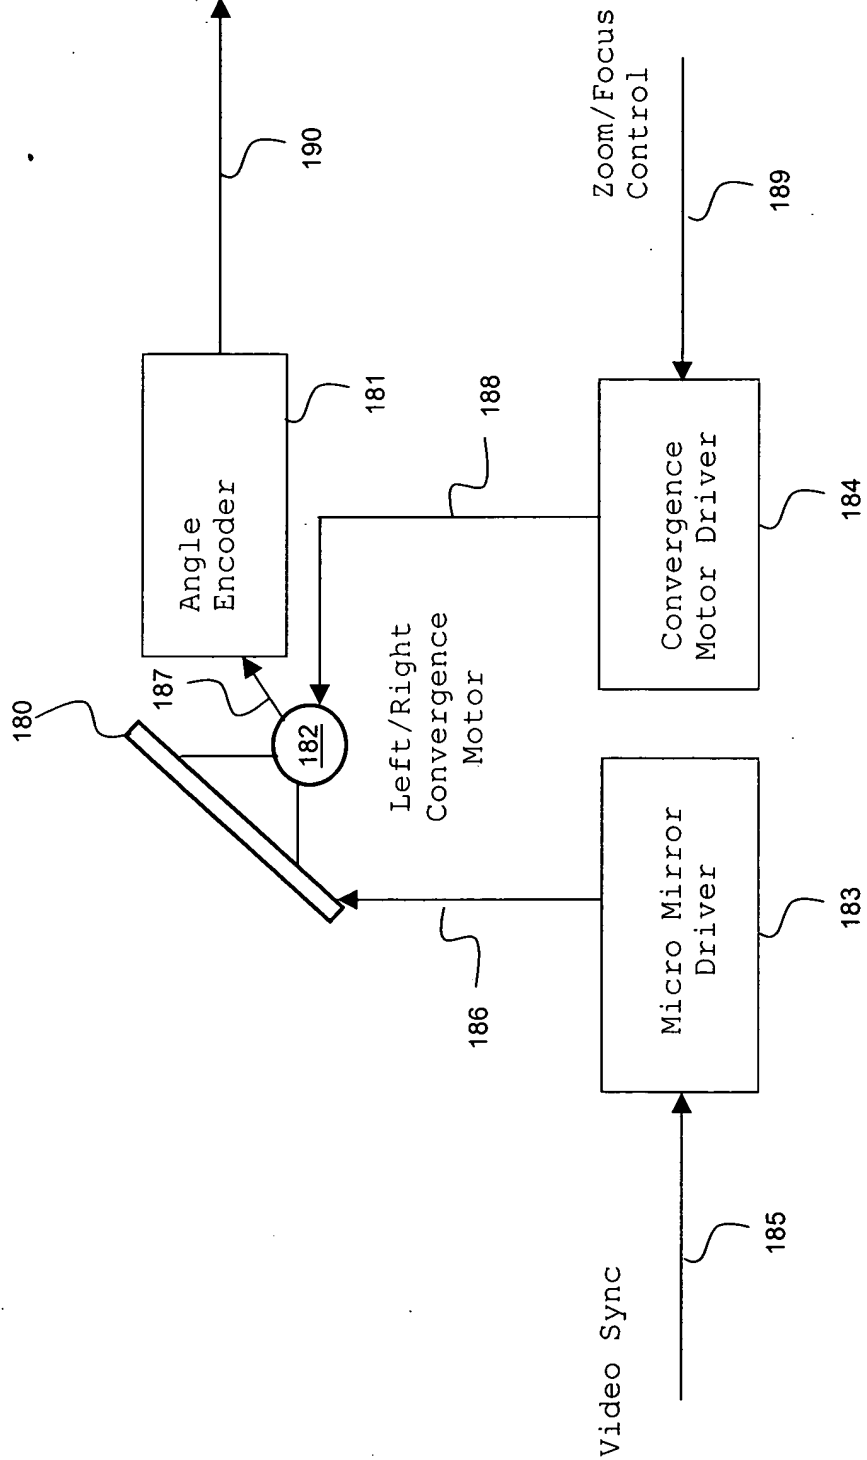 180
187
Angle
Encoder
182
190
181
Left/Right
Convergence
Motor
186
188
Video Sync
Zoom/Focus
Control
Micro Mirror
Driver
Convergence
Motor Driver
185
189
183
184